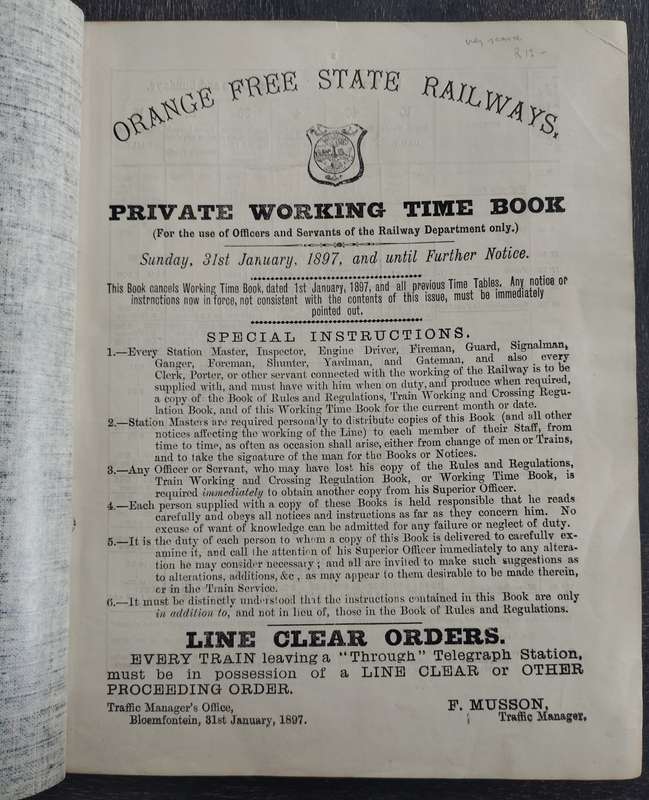 very scarce
R 15 -
ORANGE FREE STATE RAILWAYS.
PRIVATE WORKING TIME BOOK
(For the use of Officers and Servants of the Railway Department only.)
Sunday, 31st January, 1897, and until Further Notice.
This Book cancels Working Time Book, dated 1st January, 1897, and all previous Time Tables. Any notice or
instructions now in force, not consistent with the contents of this issue, must be immediately
pointed out.
SPECIAL INSTRUCTIONS.
1.—Every Station Master, Inspector, Engine Driver, Fireman, Guard, Signalman,
Ganger, Foreman, Shunter, Yardman, and Gateman, and also every
Clerk, Porter, or other servant connected with the working of the Railway is to be
supplied with, and must have with him when on duty, and produce when required,
a copy of the Book of Rules and Regulations, Train Working and Crossing Regu-
lation Book, and of this Working Time Book for the current month or date.
2.—Station Masters are required personally to distribute copies of this Book (and all other
notices affecting the working of the Line) to each member of their Staff, from
time to time, as often as occasion shall arise, either from change of men or Trains,
and to take the signature of the man for the Books or Notices.
3.—Any Officer or Servant, who may have lost his copy of the Rules and Regulations,
Train Working and Crossing Regulation Book, or Working Time Book, is
required immediately to obtain another copy from his Superior Officer.
4.—Each person supplied with a copy of these Books is held responsible that he reads
carefully and obeys all notices and instructions as far as they concern him. No
excuse of want of knowledge can be admitted for any failure or neglect of duty.
5.—It is the duty of each person to whom a copy of this Book is delivered to carefully ex-
amine it, and call the attention of his Superior Officer immediately to any altera-
tion he may consider necessary; and all are invited to make such suggestions as
to alterations, additions, &c, as may appear to them desirable to be made therein,
or in the Train Service.
6.—It must be distinctly understood that the instructions contained in this Book are only
in addition to, and not in lieu of, those in the Book of Rules and Regulations.
LINE CLEAR ORDERS.
EVERY TRAIN leaving a "Through" Telegraph Station,
must be in possession of a LINE CLEAR or OTHER
PROCEEDING ORDER.
Traffic Manager's Office,
Bloemfontein, 31st January, 1897.
F. MUSSON,
Traffic Manager,